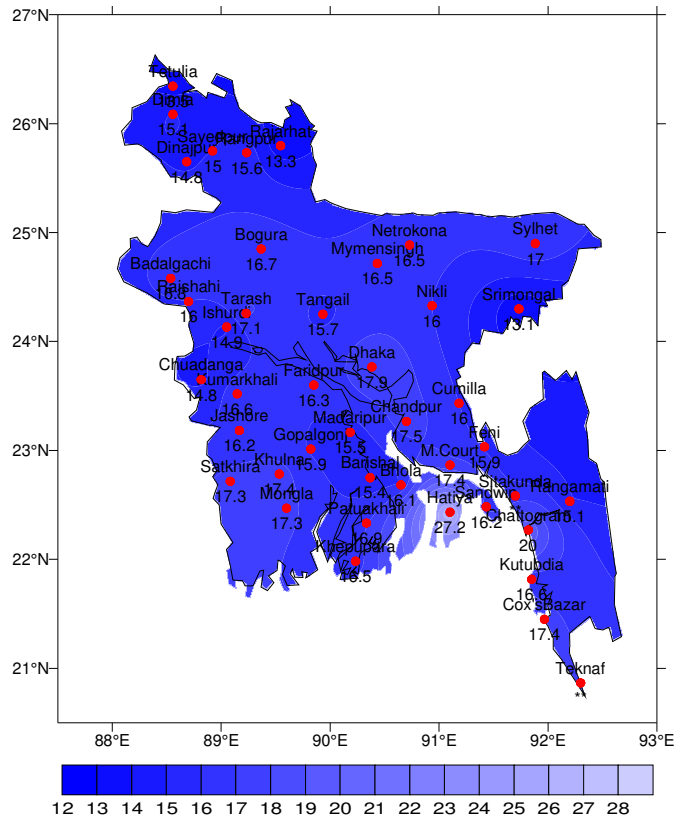 27°N
26°N
25°N
24°N
23°N
22°N
21°N
88°E 89°E 90°E 91°E 92°E 93°E
Tetulia
Dimla
15.1
Sayedpur
15
Rangpur
15.6
Rajarhat
13.3
Dinajpur
14.8
Bogura
16.7
Netrokona
16.5
Mymensingh
16.5
Sylhet
17
Badalgachi
Rajshahi
16
Tarash
17.1
Ishurdi
14.9
Tangail
15.7
Nikli
16
Srimongal
13.1
Dhaka
17.9
Chuadanga
14.8
Kumarkhali
16.6
Faridpur
16.3
Cumilla
16
Chandpur
17.5
Jashore
16.2
Madaripur
15.5
Gopalgonj
15.9
Feni
15.9
M.Court
17.4
Satkhira
17.3
Khulna
17.4
Barishal
15.4
Bhola
16.1
Mongla
17.3
Patuakhali
16.9
Hatiya
27.2
Sandwip
16.2
Sitakunda
**
Rangamati
15.1
Chattogram
20
Khepupara
16.5
Kutubdia
16.6
Cox'sBazar
17.4
Teknaf
**
12 13 14 15 16 17 18 19 20 21 22 23 24 25 26 27 28